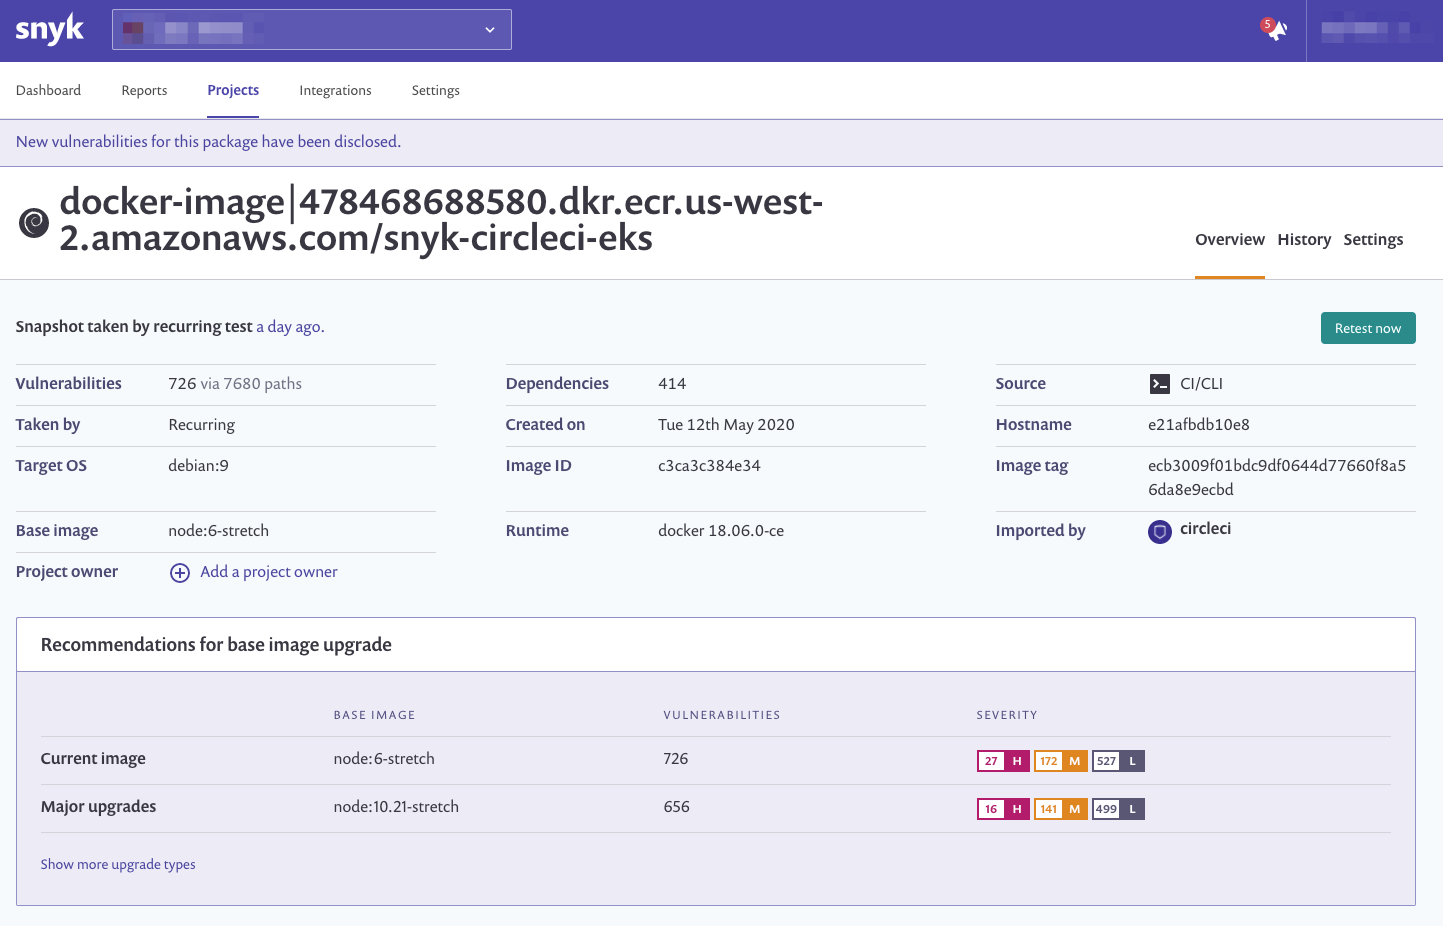 snyk
5
Dashboard Reports Projects Integrations Settings
New vulnerabilities for this package have been disclosed.
docker-image|478468688580.dkr.ecr.us-west-
2.amazonaws.com/snyk-circleci-eks
Overview History Settings
Snapshot taken by recurring test a day ago.
Retest now
Vulnerabilities 726 via 7680 paths
Dependencies 414
Source CI/CLI
Taken by Recurring
Created on Tue 12th May 2020
Hostname e21afbdb10e8
Target OS debian:9
Image ID c3ca3c384e34
Image tag ecb3009f01bdc9df0644d77660f8a5
6da8e9ecbd
Base image node:6-stretch
Runtime docker 18.06.0-ce
Imported by circleci
Project owner Add a project owner
Recommendations for base image upgrade
BASE IMAGE VULNERABILITIES SEVERITY
Current image node:6-stretch 726 27 H 172 M 527 L
Major upgrades node:10.21-stretch 656 16 H 141 M 499 L
Show more upgrade types